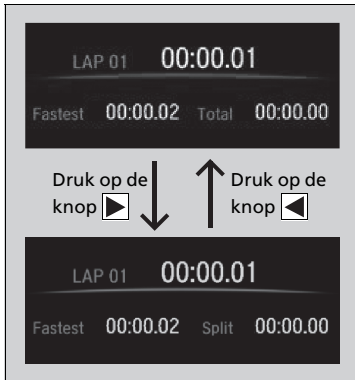 LAP 01 00:00.01
Fastest 00:00.02 Total 00:00.00
Druk op de
knop ▶
Druk op de
knop ◀
LAP 01 00:00.01
Fastest 00:00.02 Split 00:00.00